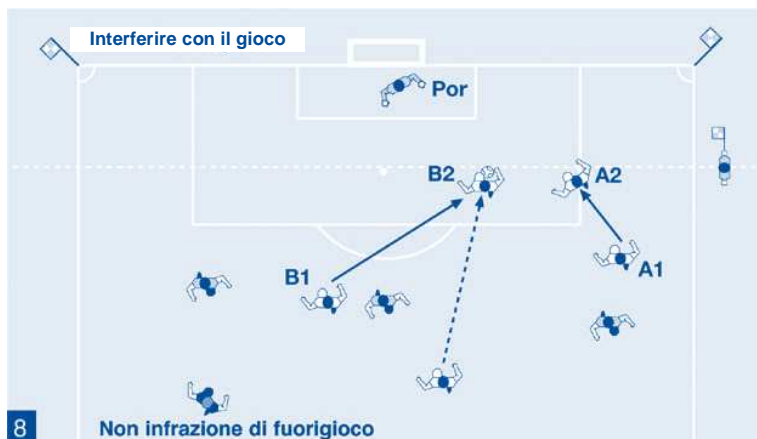 Interferire con il gioco
Por
B2
A2
B1
A1
8
Non infrazione di fuorigioco